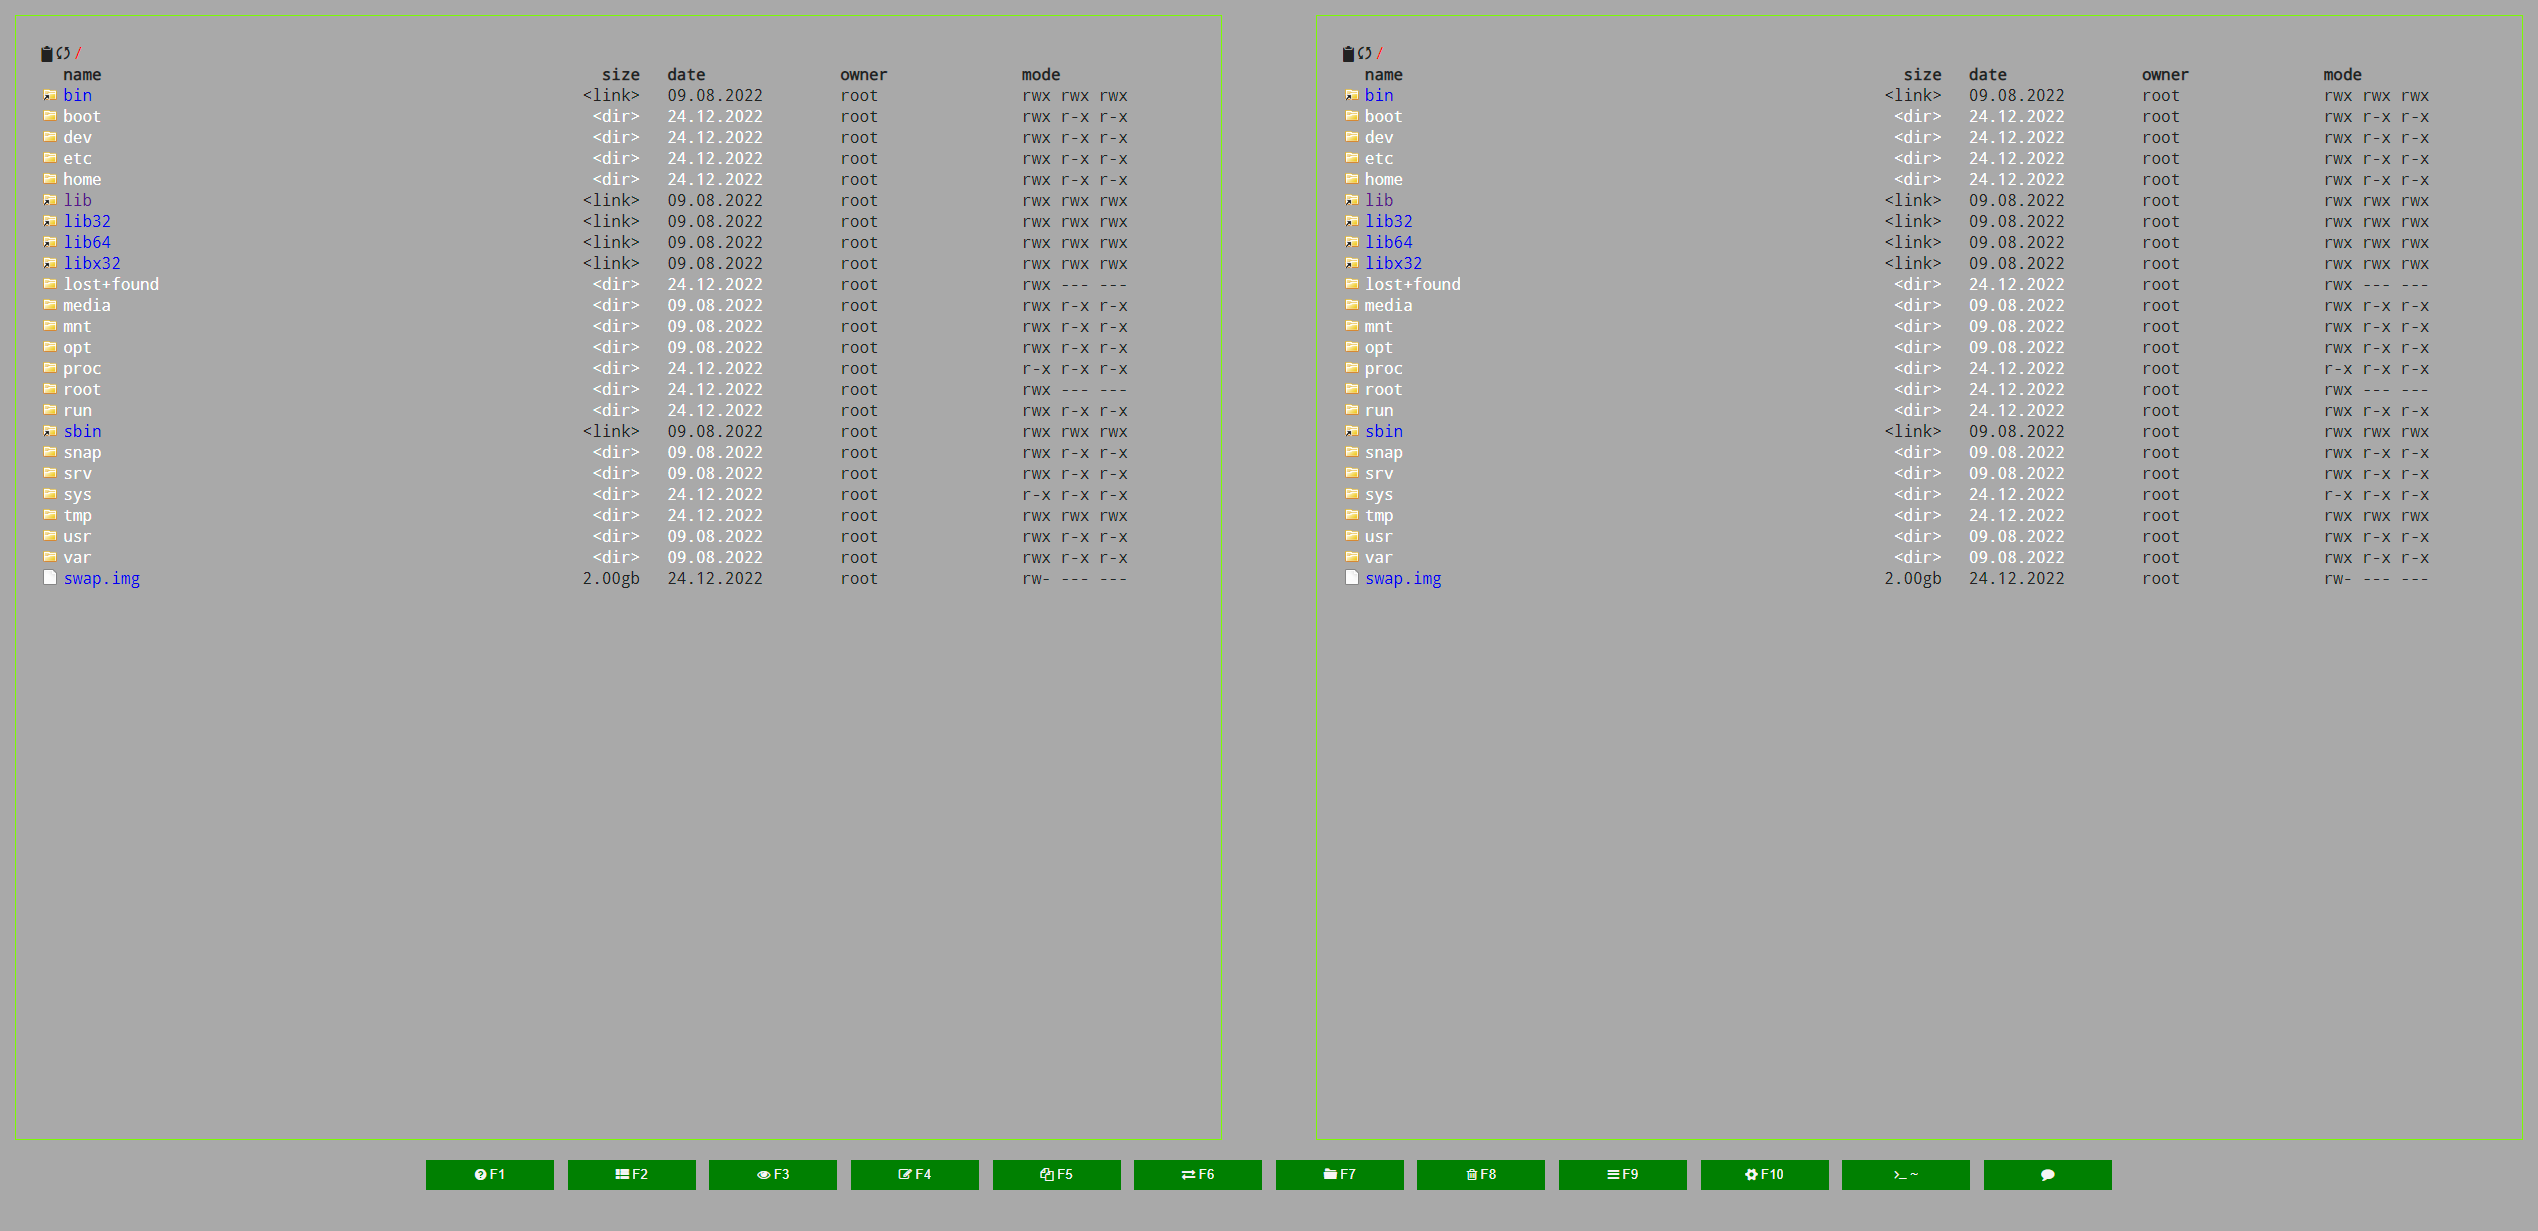 /
name size date owner mode
bin <link> 09.08.2022 root rwx rwx rwx
boot <dir> 24.12.2022 root rwx r-x r-x
dev <dir> 24.12.2022 root rwx r-x r-x
etc <dir> 24.12.2022 root rwx r-x r-x
home <dir> 24.12.2022 root rwx r-x r-x
lib <link> 09.08.2022 root rwx rwx rwx
lib32 <link> 09.08.2022 root rwx rwx rwx
lib64 <link> 09.08.2022 root rwx rwx rwx
libx32 <link> 09.08.2022 root rwx rwx rwx
lost+found <dir> 24.12.2022 root rwx --- ---
media <dir> 09.08.2022 root rwx r-x r-x
mnt <dir> 09.08.2022 root rwx r-x r-x
opt <dir> 09.08.2022 root rwx r-x r-x
proc <dir> 24.12.2022 root r-x r-x r-x
root <dir> 24.12.2022 root rwx --- ---
run <dir> 24.12.2022 root rwx r-x r-x
sbin <link> 09.08.2022 root rwx rwx rwx
snap <dir> 09.08.2022 root rwx r-x r-x
srv <dir> 09.08.2022 root rwx r-x r-x
sys <dir> 24.12.2022 root r-x r-x r-x
tmp <dir> 24.12.2022 root rwx rwx rwx
usr <dir> 09.08.2022 root rwx r-x r-x
var <dir> 09.08.2022 root rwx r-x r-x
swap.img 2.00gb 24.12.2022 root rw- --- ---
/
name size date owner mode
bin <link> 09.08.2022 root rwx rwx rwx
boot <dir> 24.12.2022 root rwx r-x r-x
dev <dir> 24.12.2022 root rwx r-x r-x
etc <dir> 24.12.2022 root rwx r-x r-x
home <dir> 24.12.2022 root rwx r-x r-x
lib <link> 09.08.2022 root rwx rwx rwx
lib32 <link> 09.08.2022 root rwx rwx rwx
lib64 <link> 09.08.2022 root rwx rwx rwx
libx32 <link> 09.08.2022 root rwx rwx rwx
lost+found <dir> 24.12.2022 root rwx --- ---
media <dir> 09.08.2022 root rwx r-x r-x
mnt <dir> 09.08.2022 root rwx r-x r-x
opt <dir> 09.08.2022 root rwx r-x r-x
proc <dir> 24.12.2022 root r-x r-x r-x
root <dir> 24.12.2022 root rwx --- ---
run <dir> 24.12.2022 root rwx r-x r-x
sbin <link> 09.08.2022 root rwx rwx rwx
snap <dir> 09.08.2022 root rwx r-x r-x
srv <dir> 09.08.2022 root rwx r-x r-x
sys <dir> 24.12.2022 root r-x r-x r-x
tmp <dir> 24.12.2022 root rwx rwx rwx
usr <dir> 09.08.2022 root rwx r-x r-x
var <dir> 09.08.2022 root rwx r-x r-x
swap.img 2.00gb 24.12.2022 root rw- --- ---
F1 F2 F3 F4 F5 F6 F7 F8 F9 F10 >_ ~